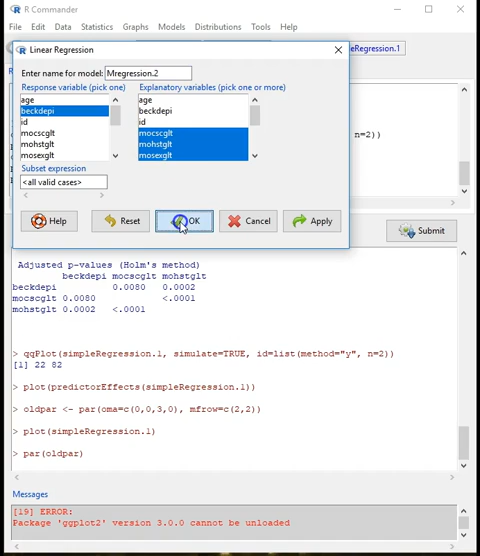 R Commander
File Edit Data Statistics Graphs Models Distributions Tools Help
eRegression.1
Linear Regression
Enter name for model: Mregression.2
Response variable (pick one) Explanatory variables (pick one or more)
age age
beckdepi beckdepi
id id
mocscglt mocscglt
mohstglt mohstglt
mosexglt mosexglt
n=2))
Subset expression
<all valid cases>
Help Reset OK Cancel Apply
Submit
Adjusted p-values (Holm's method)
beckdepi mocscglt mohstglt
beckdepi 0.0080 0.0002
mocscglt 0.0080 <.0001
mohstglt 0.0002 <.0001
> qqPlot(simpleRegression.1, simulate=TRUE, id=list(method="y", n=2))
[1] 22 82
> plot(predictorEffects(simpleRegression.1))
> oldpar <- par(oma=c(0,0,3,0), mfrow=c(2,2))
> plot(simpleRegression.1)
> par(oldpar)
Messages
[19] ERROR:
Package 'ggplot2' version 3.0.0 cannot be unloaded